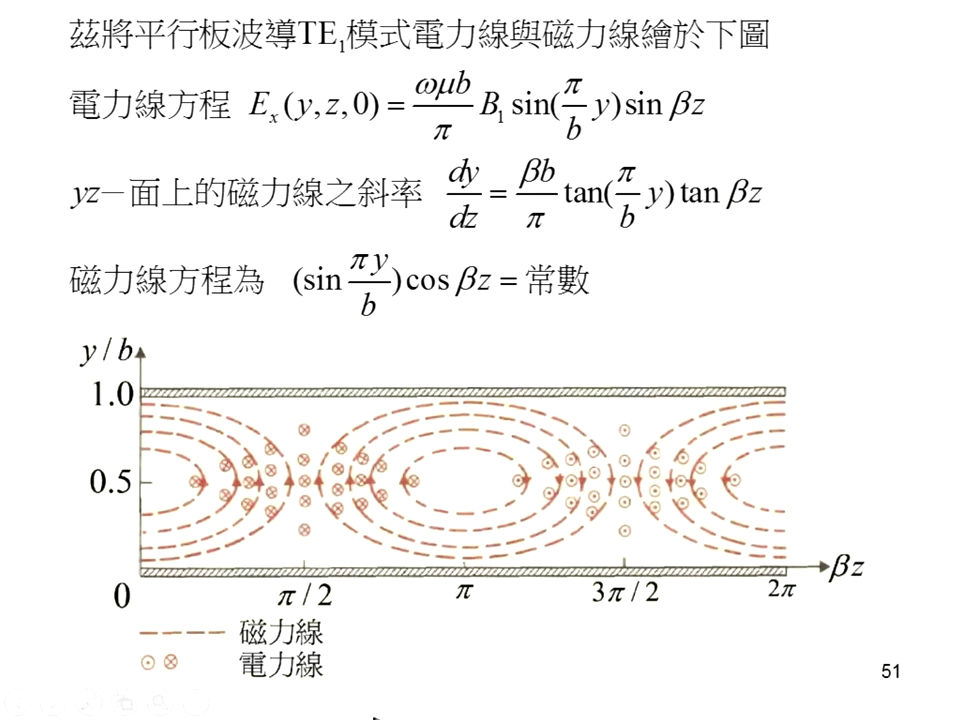 茲將平行板波導TE₁模式電力線與磁力線繪於下圖
電力線方程 Eₓ(y, z, 0) = ωμb/π B₁ sin(π/b y) sin βz
yz－面上的磁力線之斜率 dy/dz = βb/π tan(π/b y) tan βz
磁力線方程為 (sin πy/b) cos βz = 常數
y / b
1.0
0.5
0 π / 2 π 3π / 2 2π βz
磁力線
電力線
51